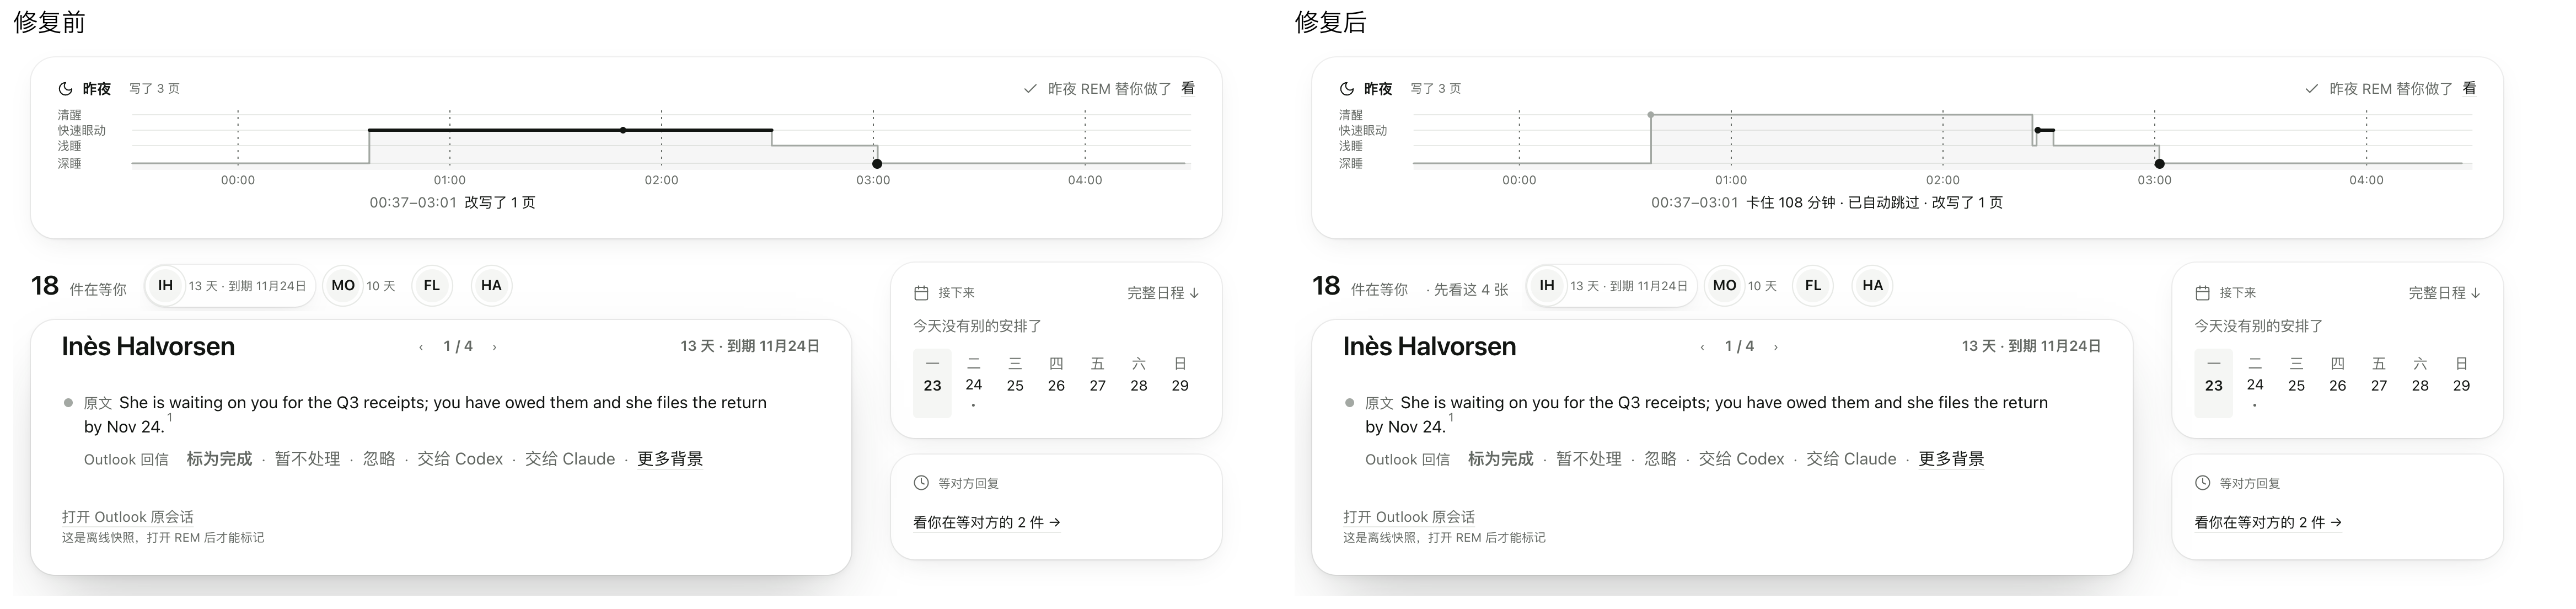 修复前
昨夜 写了 3 页 昨夜 REM 替你做了 看
清醒
快速眼动
浅睡
深睡
00:00 01:00 02:00 03:00 04:00
00:37–03:01 改写了 1 页
18 件在等你 IH 13 天 · 到期 11月24日 MO 10 天 FL HA
Inès Halvorsen ‹ 1 / 4 › 13 天 · 到期 11月24日
原文 She is waiting on you for the Q3 receipts; you have owed them and she files the return
by Nov 24. 1
Outlook 回信 标为完成 · 暂不处理 · 忽略 · 交给 Codex · 交给 Claude · 更多背景
打开 Outlook 原会话
这是离线快照，打开 REM 后才能标记
接下来 完整日程 ↓
今天没有别的安排了
一 二 三 四 五 六 日
23 24 25 26 27 28 29
等对方回复
看你在等对方的 2 件 →
修复后
昨夜 写了 3 页 昨夜 REM 替你做了 看
清醒
快速眼动
浅睡
深睡
00:00 01:00 02:00 03:00 04:00
00:37–03:01 卡住 108 分钟 · 已自动跳过 · 改写了 1 页
18 件在等你 · 先看这 4 张 IH 13 天 · 到期 11月24日 MO 10 天 FL HA
Inès Halvorsen ‹ 1 / 4 › 13 天 · 到期 11月24日
原文 She is waiting on you for the Q3 receipts; you have owed them and she files the return
by Nov 24. 1
Outlook 回信 标为完成 · 暂不处理 · 忽略 · 交给 Codex · 交给 Claude · 更多背景
打开 Outlook 原会话
这是离线快照，打开 REM 后才能标记
接下来 完整日程 ↓
今天没有别的安排了
一 二 三 四 五 六 日
23 24 25 26 27 28 29
等对方回复
看你在等对方的 2 件 →